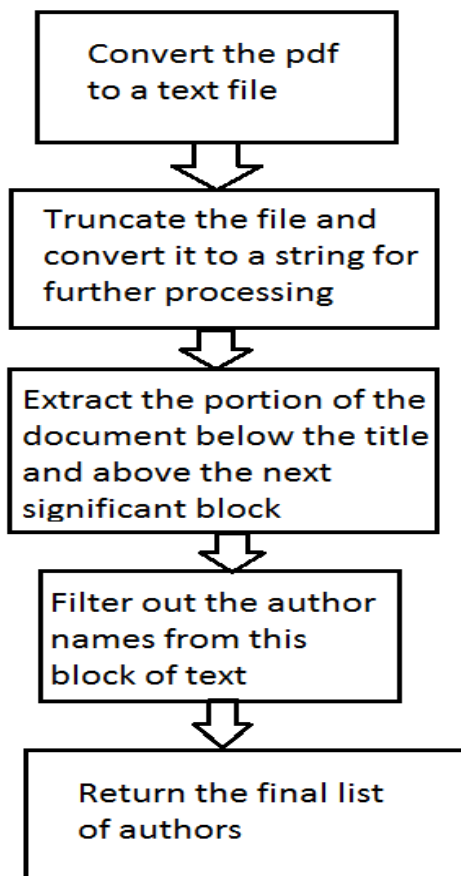 Convert the pdf
to a text file
Truncate the file and
convert it to a string for
further processing
Extract the portion of the
document below the title
and above the next
significant block
Filter out the author
names from this
block of text
Return the final list
of authors